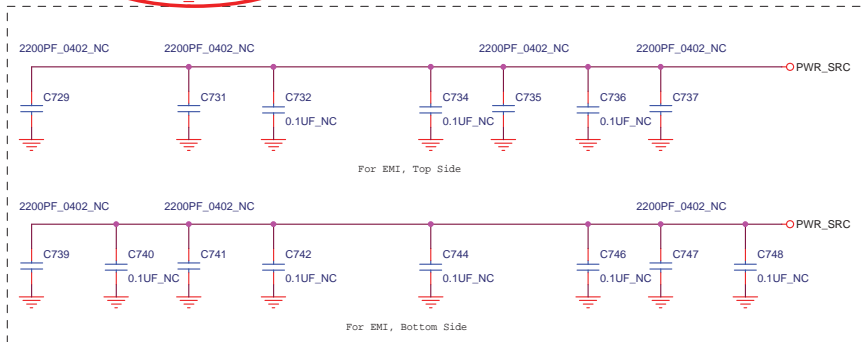 2200PF_0402_NC 2200PF_0402_NC 2200PF_0402_NC 2200PF_0402_NC
PWR_SRC
C729 C731 C732 C734 C735 C736 C737
0.1UF_NC 0.1UF_NC 0.1UF_NC
For EMI, Top Side
2200PF_0402_NC 2200PF_0402_NC 2200PF_0402_NC
PWR_SRC
C739 C740 C741 C742 C744 C746 C747 C748
0.1UF_NC 0.1UF_NC 0.1UF_NC 0.1UF_NC 0.1UF_NC
For EMI, Bottom Side